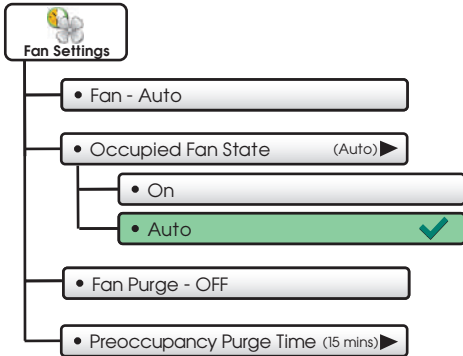 Fan Settings
• Fan - Auto
• Occupied Fan State (Auto)
• On
• Auto
• Fan Purge - OFF
• Preoccupancy Purge Time (15 mins)